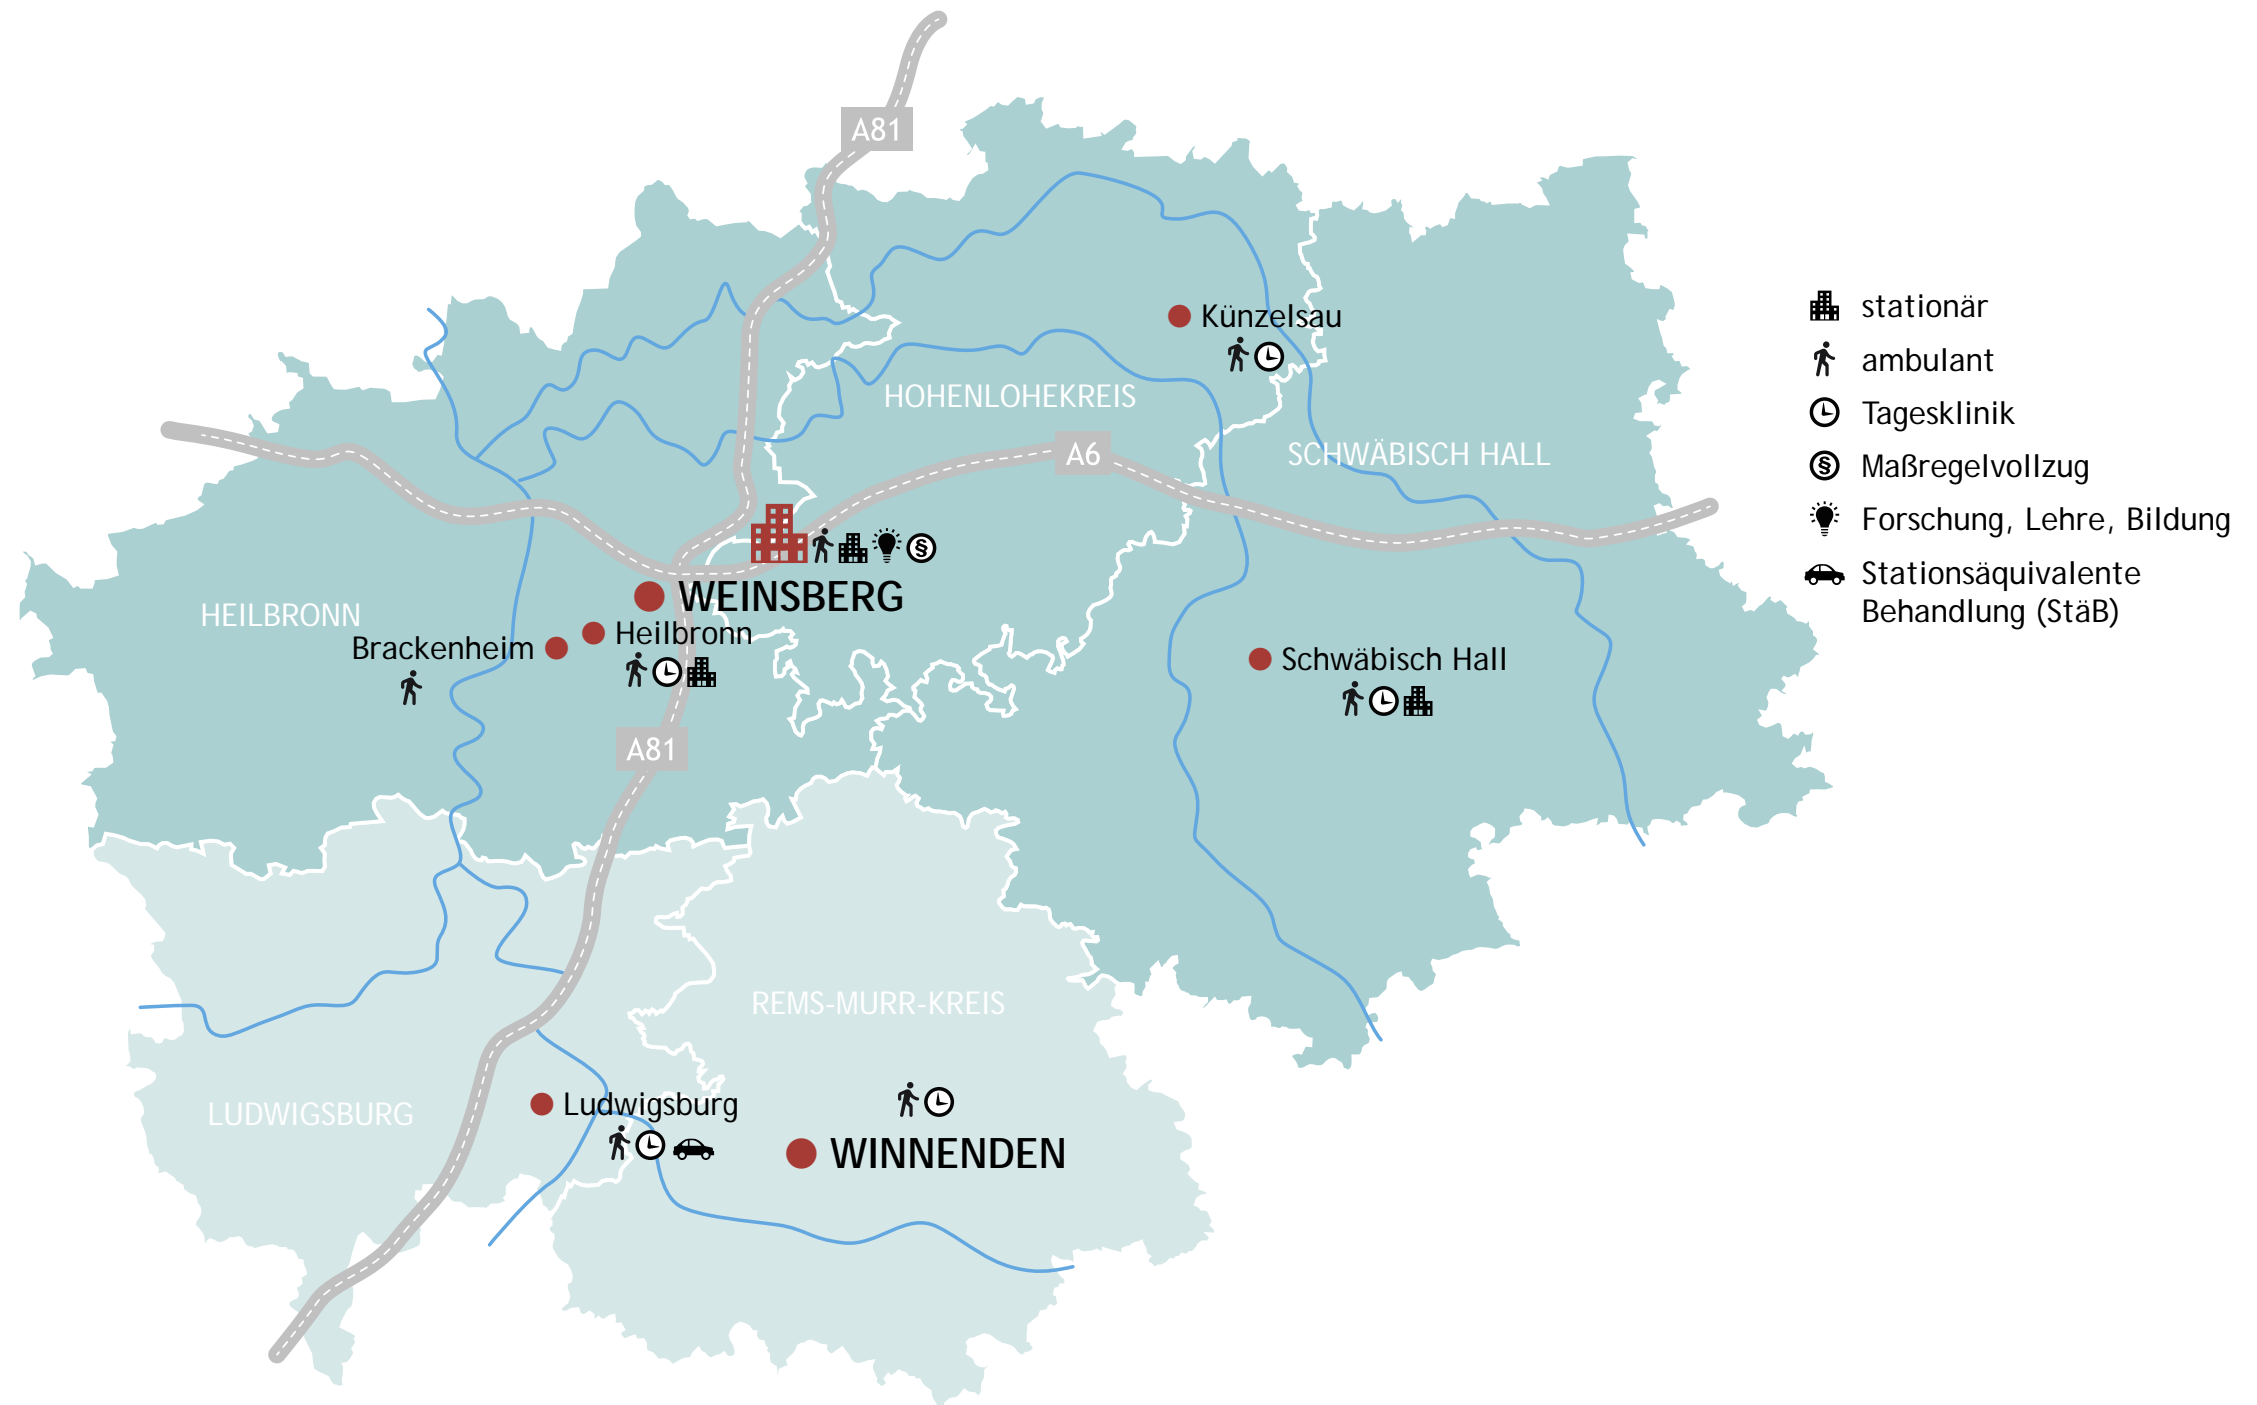 A81
Künzelsau
HOHENLOHEKREIS
A6
SCHWÄBISCH HALL
WEINSBERG
HEILBRONN
Heilbronn
Brackenheim
Schwäbisch Hall
A81
REMS-MURR-KREIS
LUDWIGSBURG
Ludwigsburg
WINNENDEN
stationär
ambulant
Tagesklinik
§ Maßregelvollzug
Forschung, Lehre, Bildung
Stationsäquivalente
Behandlung (StäB)